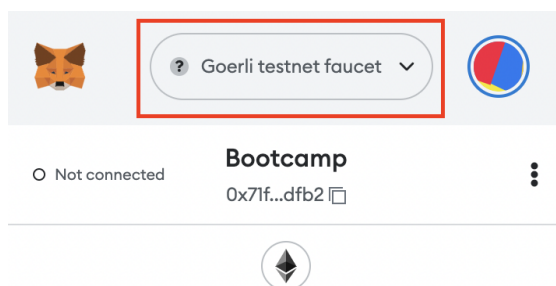 ? Goerli testnet faucet
Bootcamp
Not connected
0x71f...dfb2